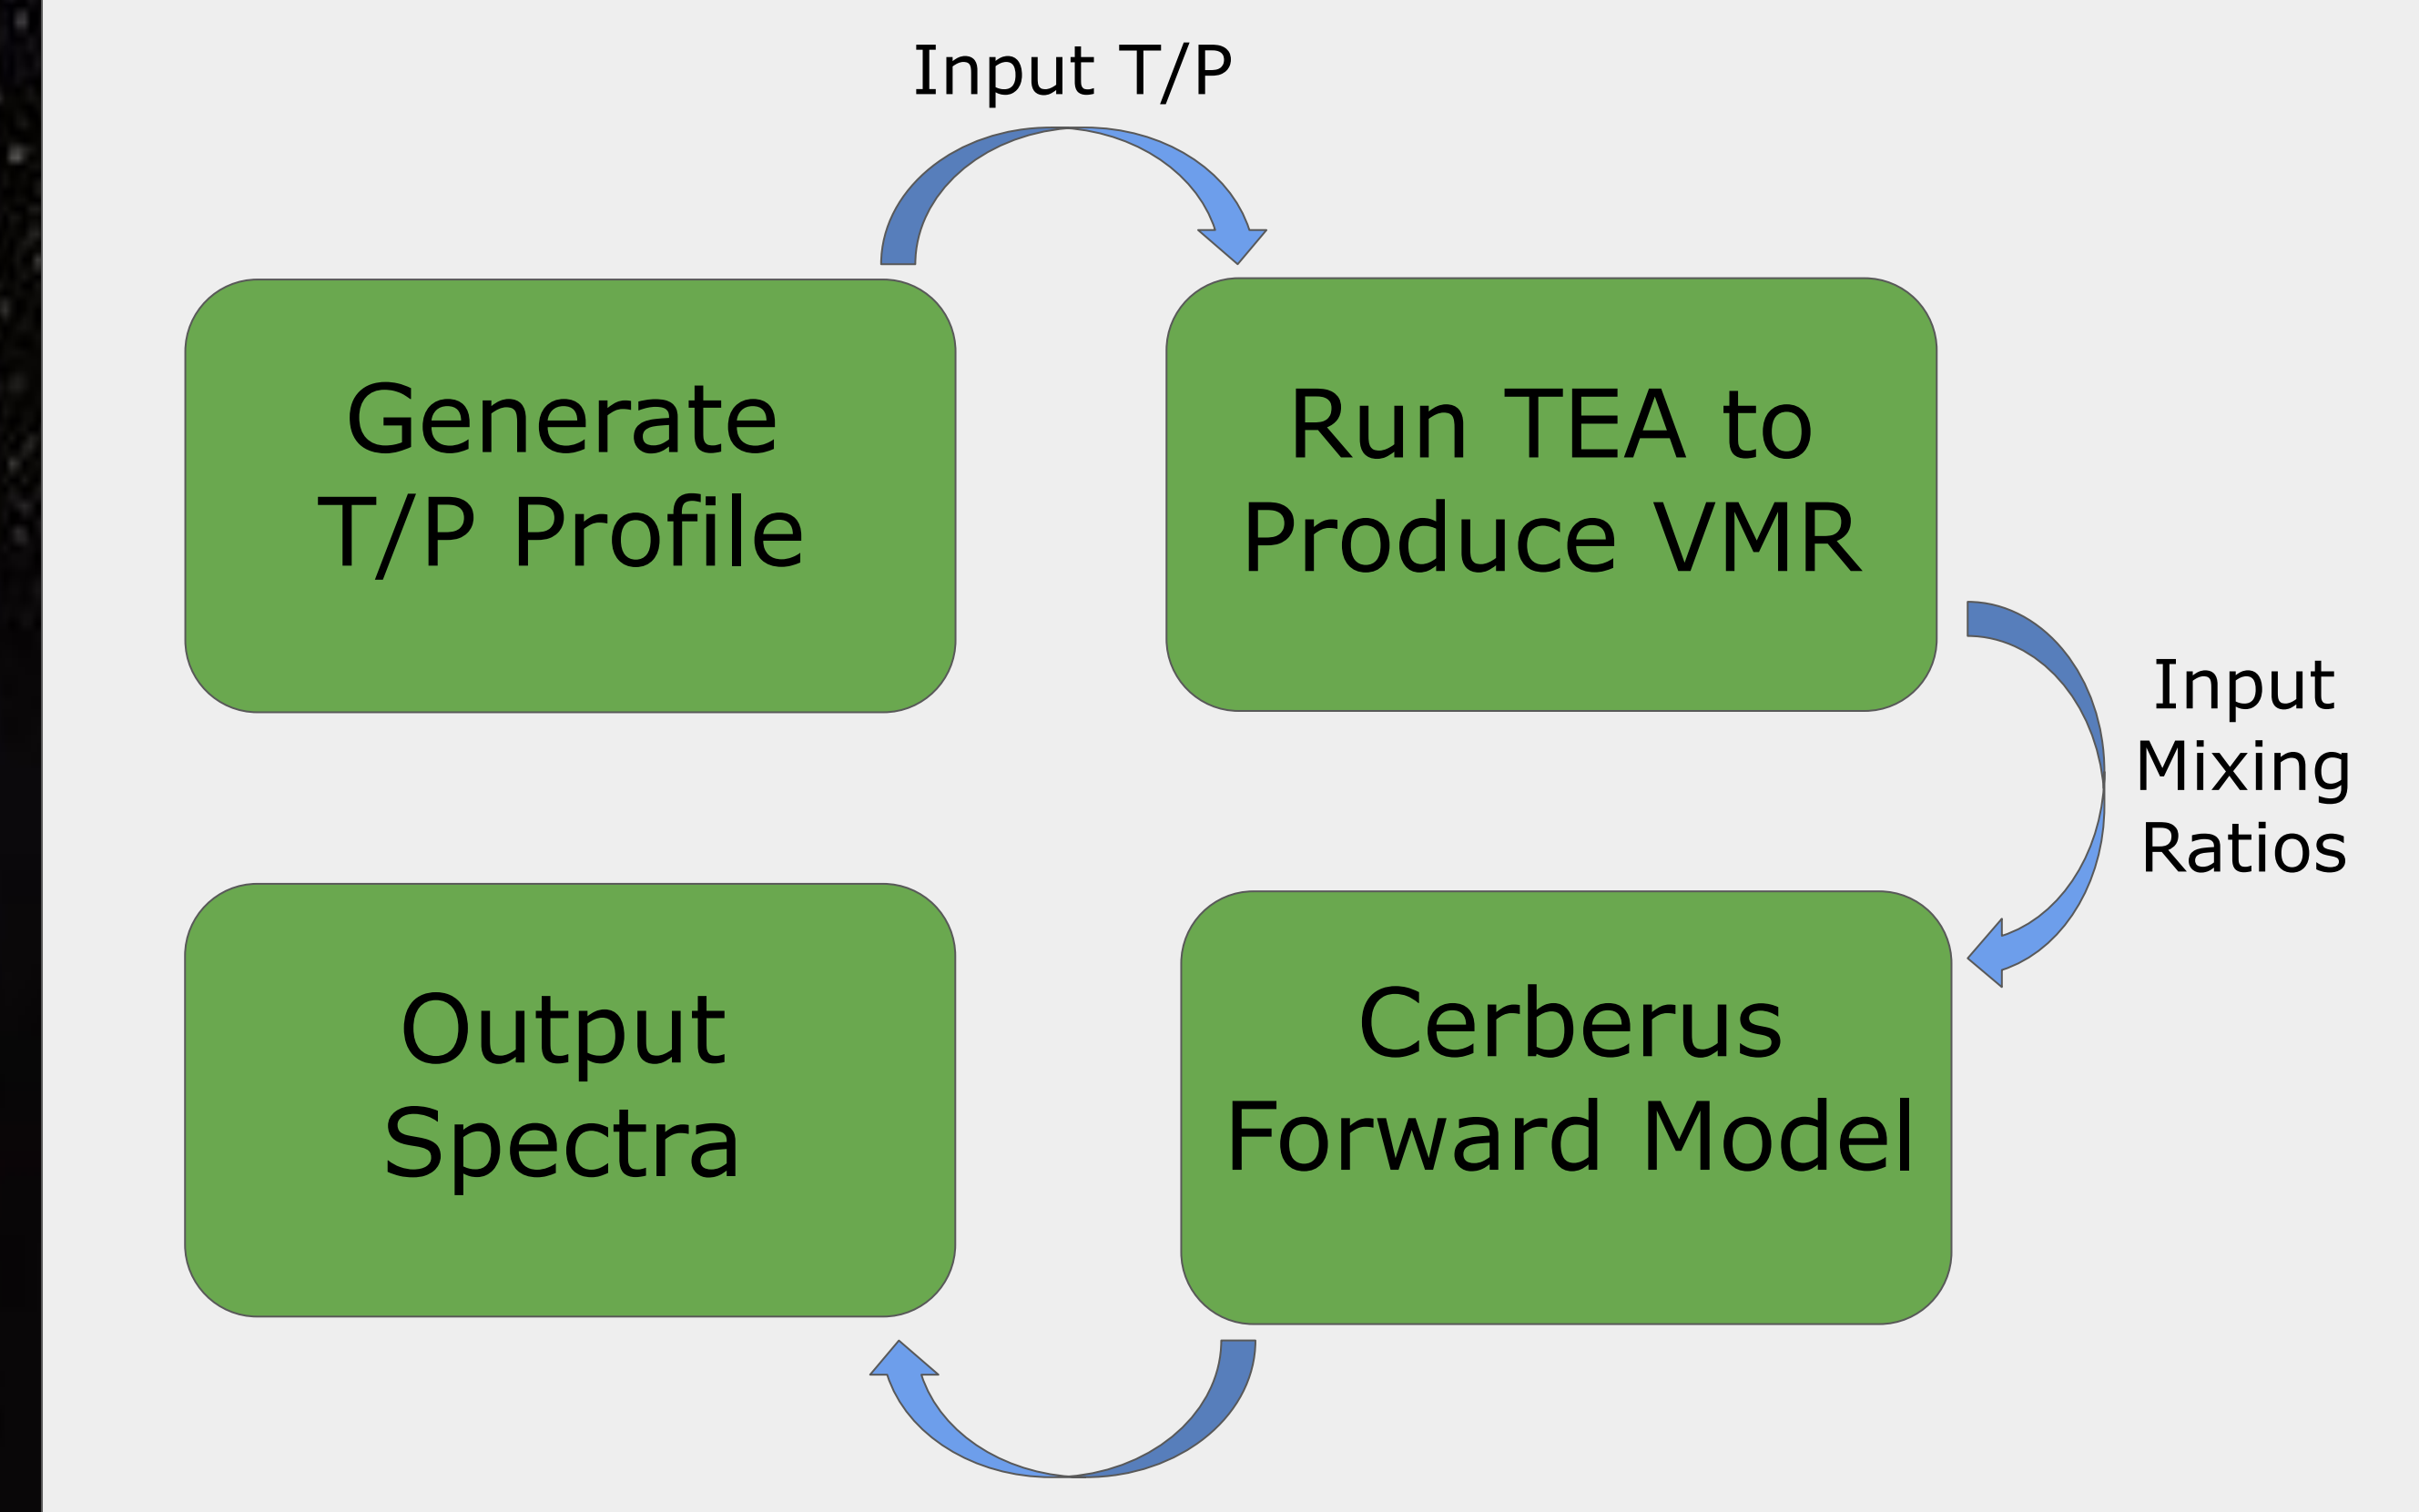 Input T/P
Generate
T/P Profile
Run TEA to
Produce VMR
Input
Mixing
Ratios
Cerberus
Forward Model
Output
Spectra